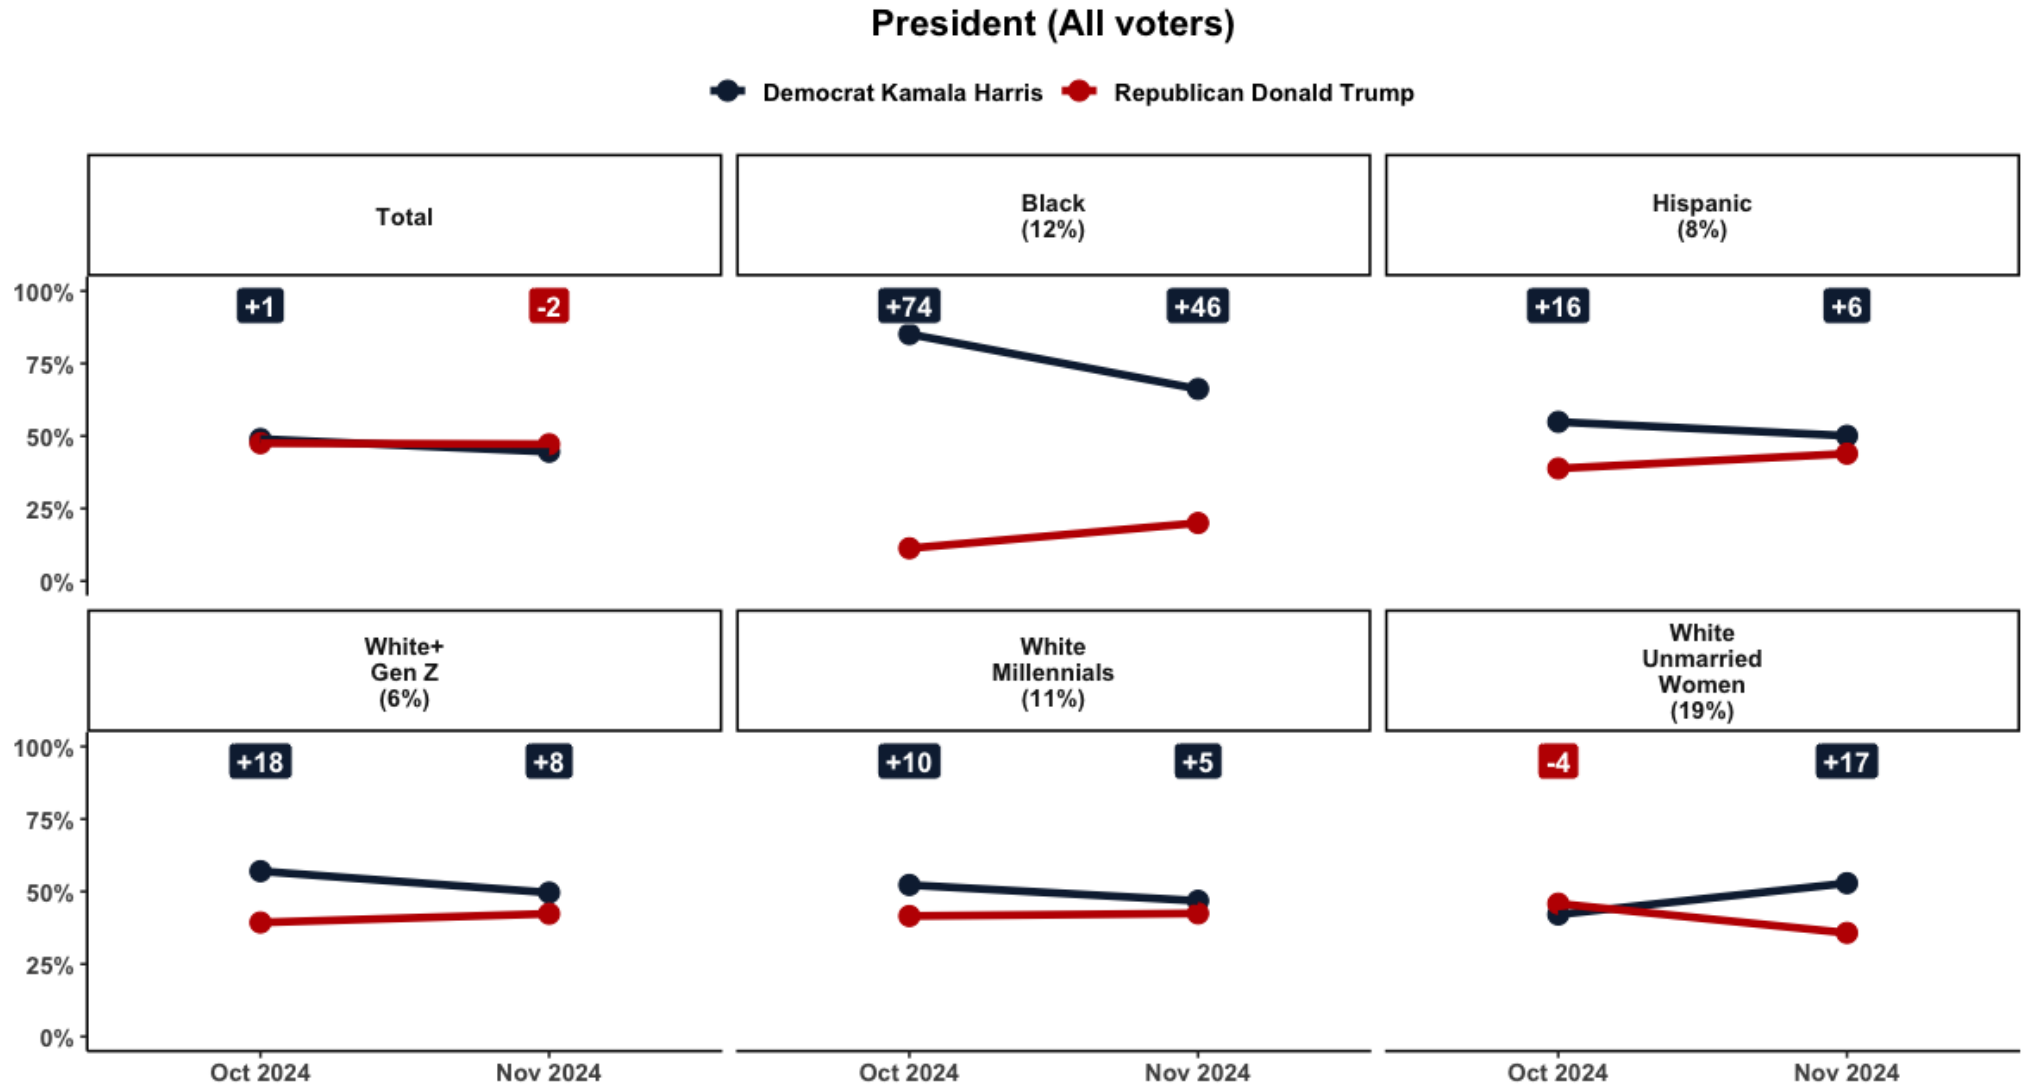 President (All voters)
Democrat Kamala Harris Republican Donald Trump
Total
Black
(12%)
Hispanic
(8%)
100%
75%
50%
25%
0%
+1 -2
+74 +46
+16 +6
White+
Gen Z
(6%)
White
Millennials
(11%)
White
Unmarried
Women
(19%)
100%
75%
50%
25%
0%
+18 +8
+10 +5
-4 +17
Oct 2024 Nov 2024
Oct 2024 Nov 2024
Oct 2024 Nov 2024